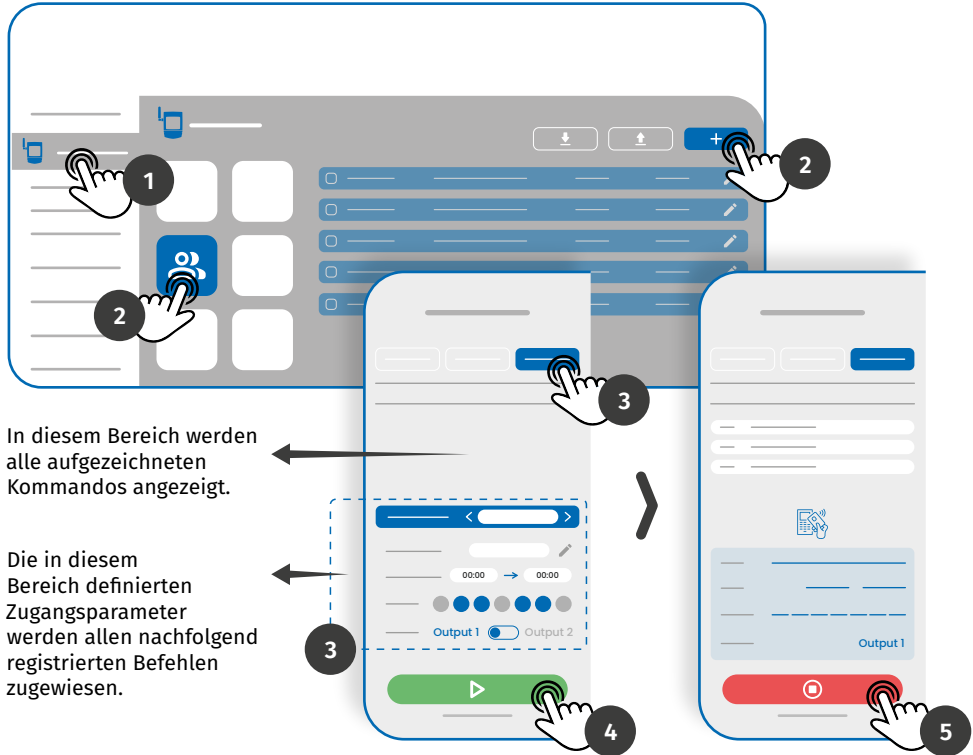 1
2
2
3
In diesem Bereich werden
alle aufgezeichneten
Kommandos angezeigt.
Die in diesem
Bereich definierten
Zugangsparameter
werden allen nachfolgend
registrierten Befehlen
zugewiesen.
00:00 → 00:00
Output 1 Output 2
3
4
Output 1
5